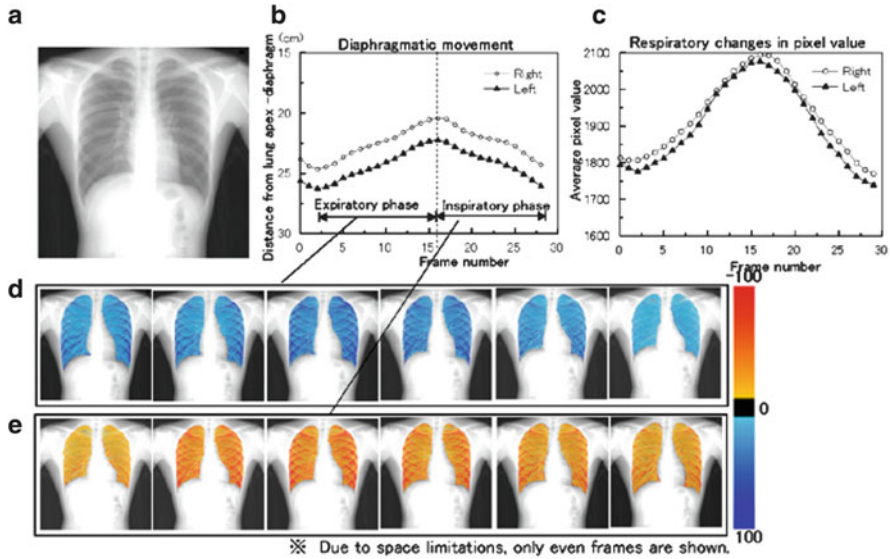 a
b
c
(cm)
Diaphragmatic movement
Distance from lung apex -diaphragm
15
20
25
30
Right
Left
Expiratory phase
Inspiratory phase
0 5 10 15 20 25 30
Frame number
Respiratory changes in pixel value
Average pixel value
2100
2000
1900
1800
1700
1600
Right
Left
0 5 10 15 20 25 30
Frame number
d
e
-100
0
100
※ Due to space limitations, only even frames are shown.